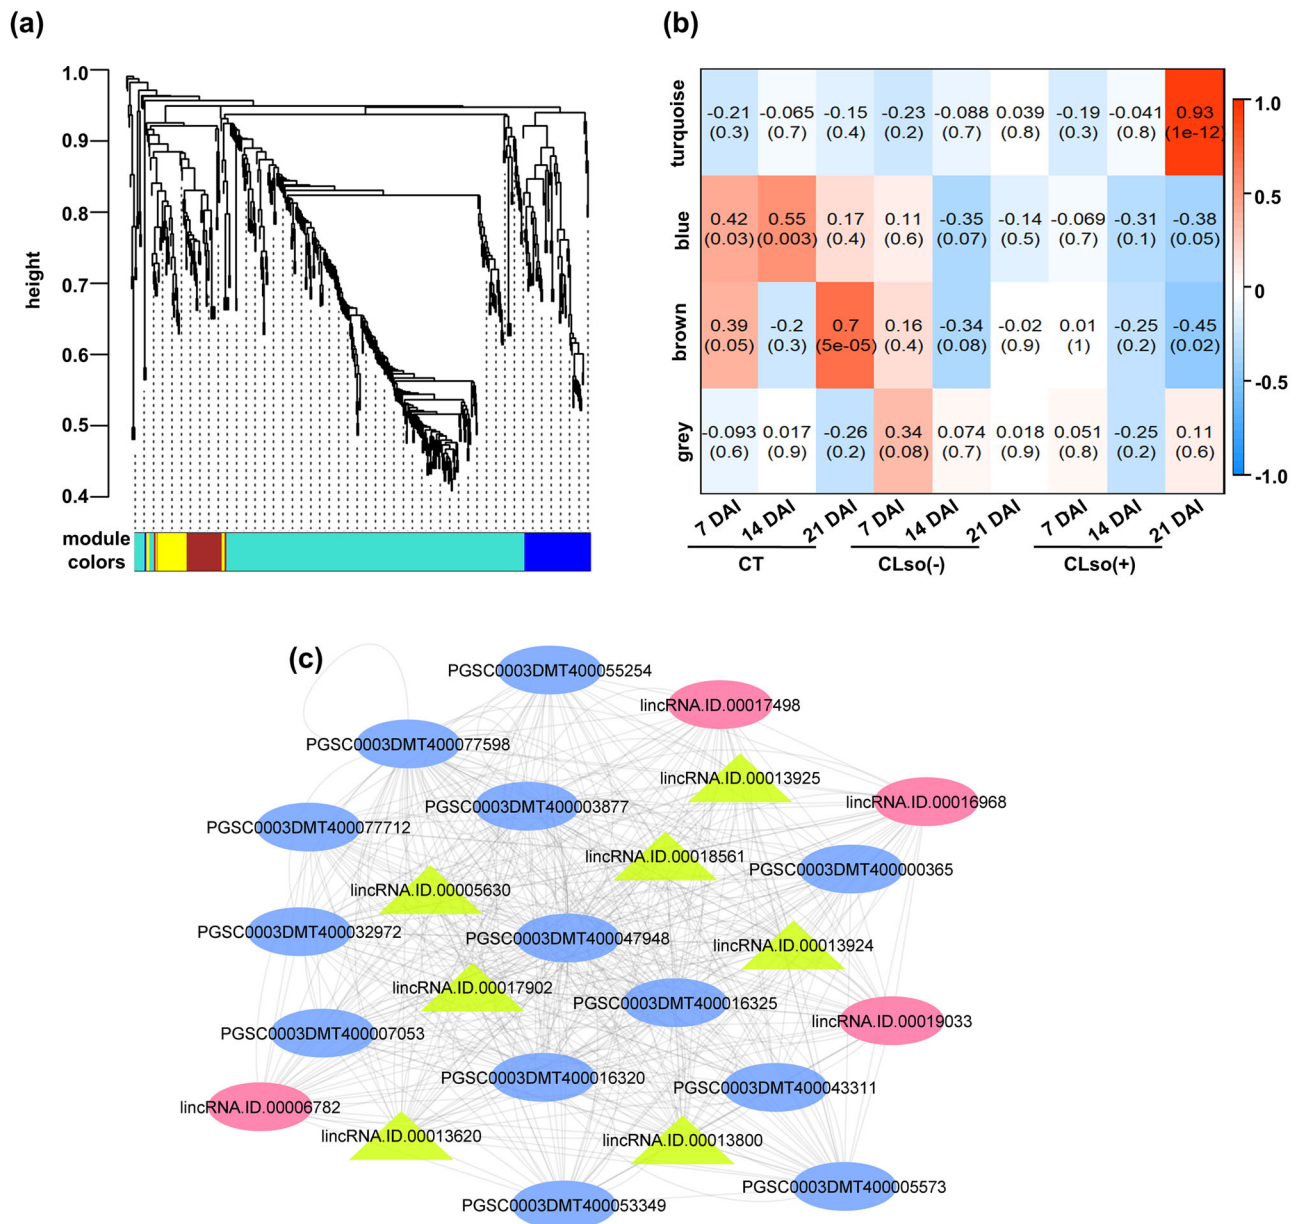 (a)
1.0
0.9
0.8
0.7
0.6
0.5
0.4
height
module
colors
(b)
turquoise
-0.21 -0.065 -0.15 -0.23 -0.088 0.039 -0.19 -0.041 0.93
(0.3) (0.7) (0.4) (0.2) (0.7) (0.8) (0.3) (0.8) (1e-12)
blue
0.42 0.55 0.17 0.11 -0.35 -0.14 -0.069 -0.31 -0.38
(0.03) (0.003) (0.4) (0.6) (0.07) (0.5) (0.7) (0.1) (0.05)
brown
0.39 -0.2 0.7 0.16 -0.34 -0.02 0.01 -0.25 -0.45
(0.05) (0.3) (5e-05) (0.4) (0.08) (0.9) (1) (0.2) (0.02)
grey
-0.093 0.017 -0.26 0.34 0.074 0.018 0.051 -0.25 0.11
(0.6) (0.9) (0.2) (0.08) (0.7) (0.9) (0.8) (0.2) (0.6)
7 DAI 14 DAI 21 DAI 7 DAI 14 DAI 21 DAI 7 DAI 14 DAI 21 DAI
CT CLso(-) CLso(+)
1.0
0.5
0
-0.5
-1.0
(c)
PGSC0003DMT400055254
lincRNA.ID.00017498
PGSC0003DMT400077598
lincRNA.ID.00013925
PGSC0003DMT400003877
lincRNA.ID.00016968
PGSC0003DMT400077712
lincRNA.ID.00018561
PGSC0003DMT400000365
lincRNA.ID.00005630
PGSC0003DMT400032972
PGSC0003DMT400047948
lincRNA.ID.00013924
lincRNA.ID.00017902
PGSC0003DMT400016325
lincRNA.ID.00019033
PGSC0003DMT400007053
PGSC0003DMT400016320
PGSC0003DMT400043311
lincRNA.ID.00006782
lincRNA.ID.00013620
lincRNA.ID.00013800
PGSC0003DMT400005573
PGSC0003DMT400053349